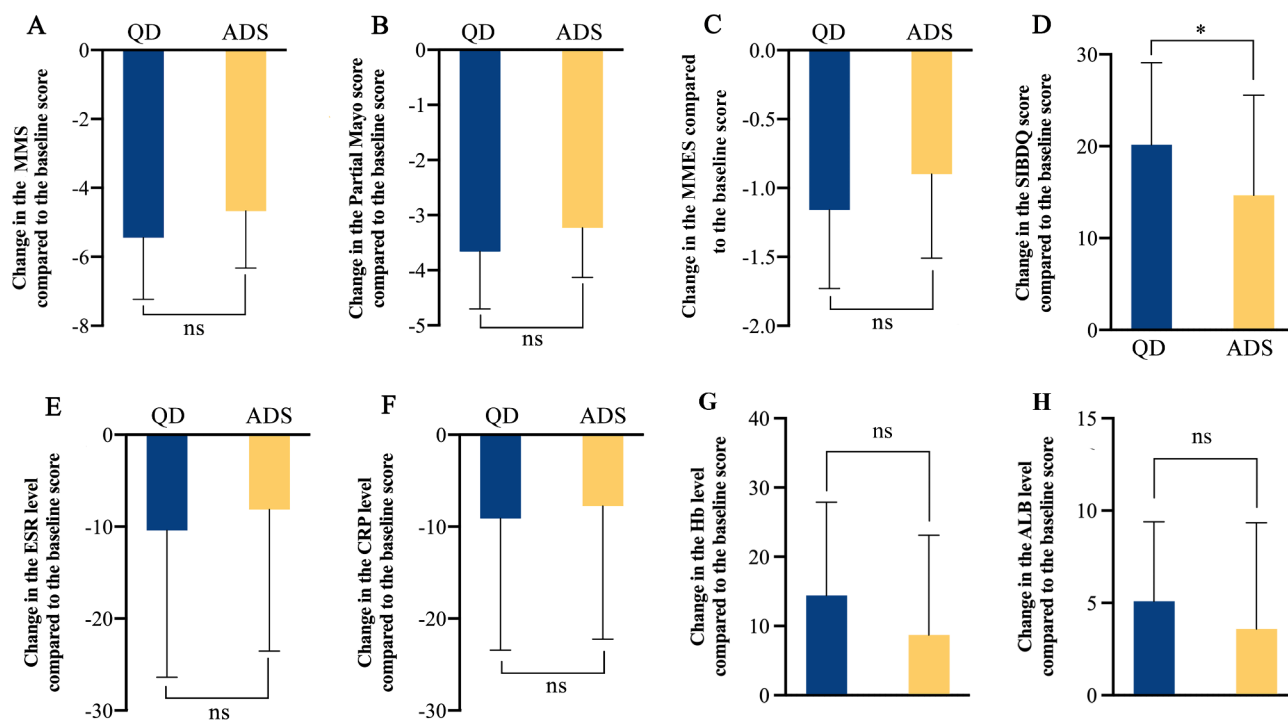 A
QD ADS
Change in the MMS
compared to the baseline score
0
-2
-4
-6
-8
ns
B
QD ADS
Change in the Partial Mayo score
compared to the baseline score
0
-1
-2
-3
-4
-5
ns
C
QD ADS
Change in the MMES compared
to the baseline score
0.0
-0.5
-1.0
-1.5
-2.0
ns
D
Change in the SIBDQ score
compared to the baseline score
30
20
10
0
*
QD ADS
E
QD ADS
Change in the ESR level
compared to the baseline score
0
-10
-20
-30
ns
F
QD ADS
Change in the CRP level
compared to the baseline score
0
-10
-20
-30
ns
G
Change in the Hb level
compared to the baseline score
40
30
20
10
0
ns
H
Change in the ALB level
compared to the baseline score
15
10
5
0
ns